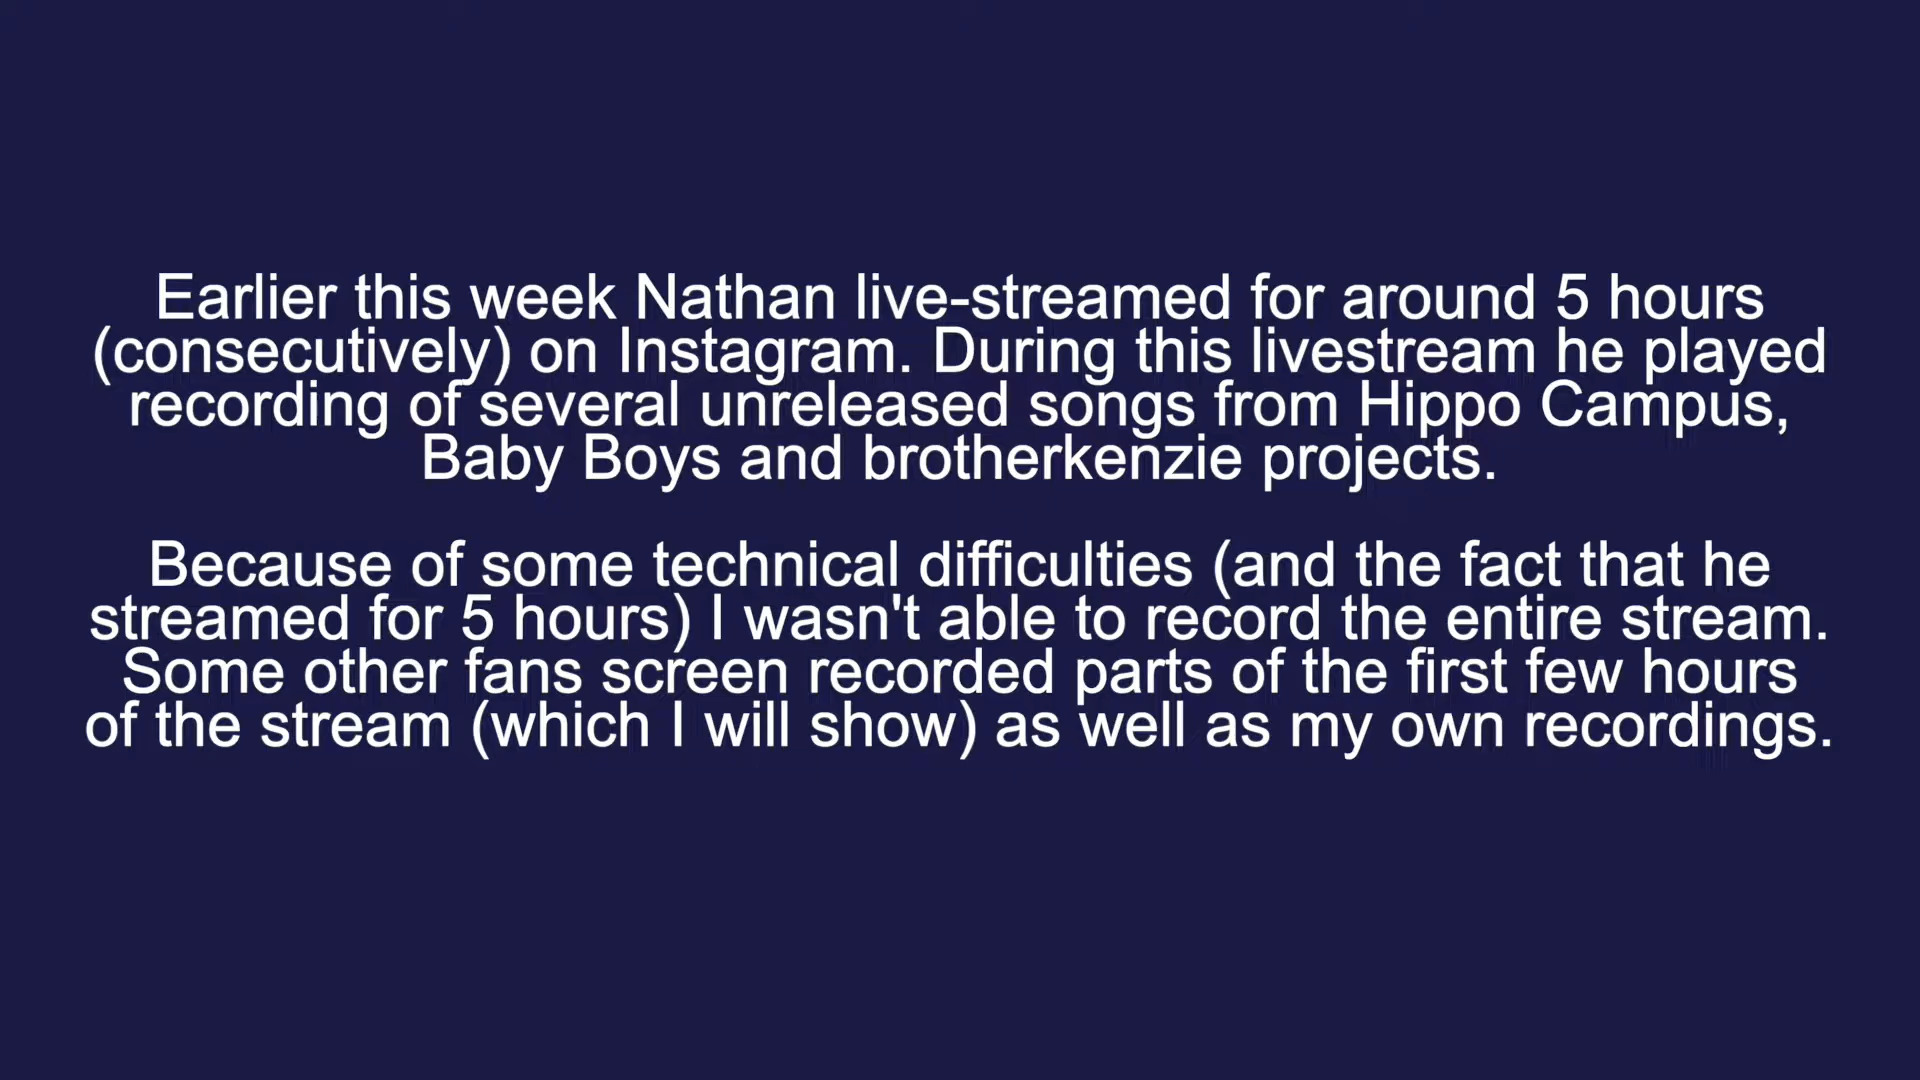 Earlier this week Nathan live-streamed for around 5 hours
(consecutively) on Instagram. During this livestream he played
recording of several unreleased songs from Hippo Campus,
Baby Boys and brotherkenzie projects.
Because of some technical difficulties (and the fact that he
streamed for 5 hours) I wasn't able to record the entire stream.
Some other fans screen recorded parts of the first few hours
of the stream (which I will show) as well as my own recordings.